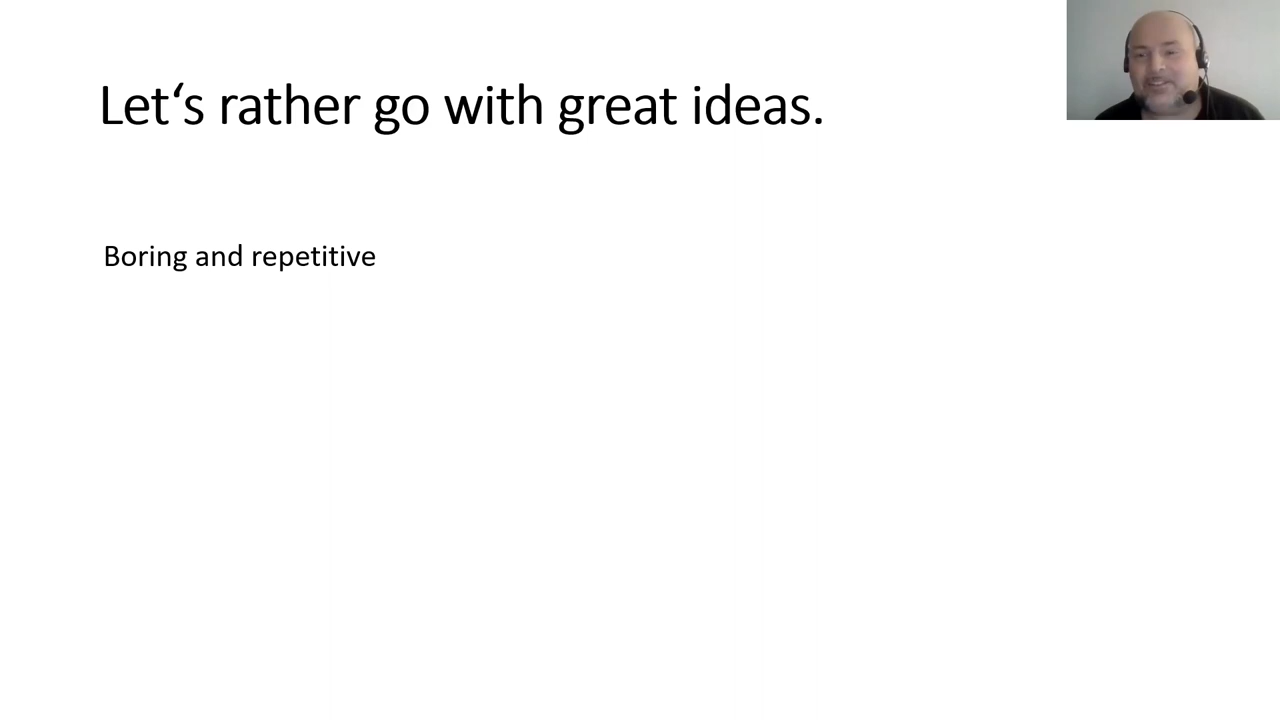 Let‘s rather go with great ideas.
Boring and repetitive